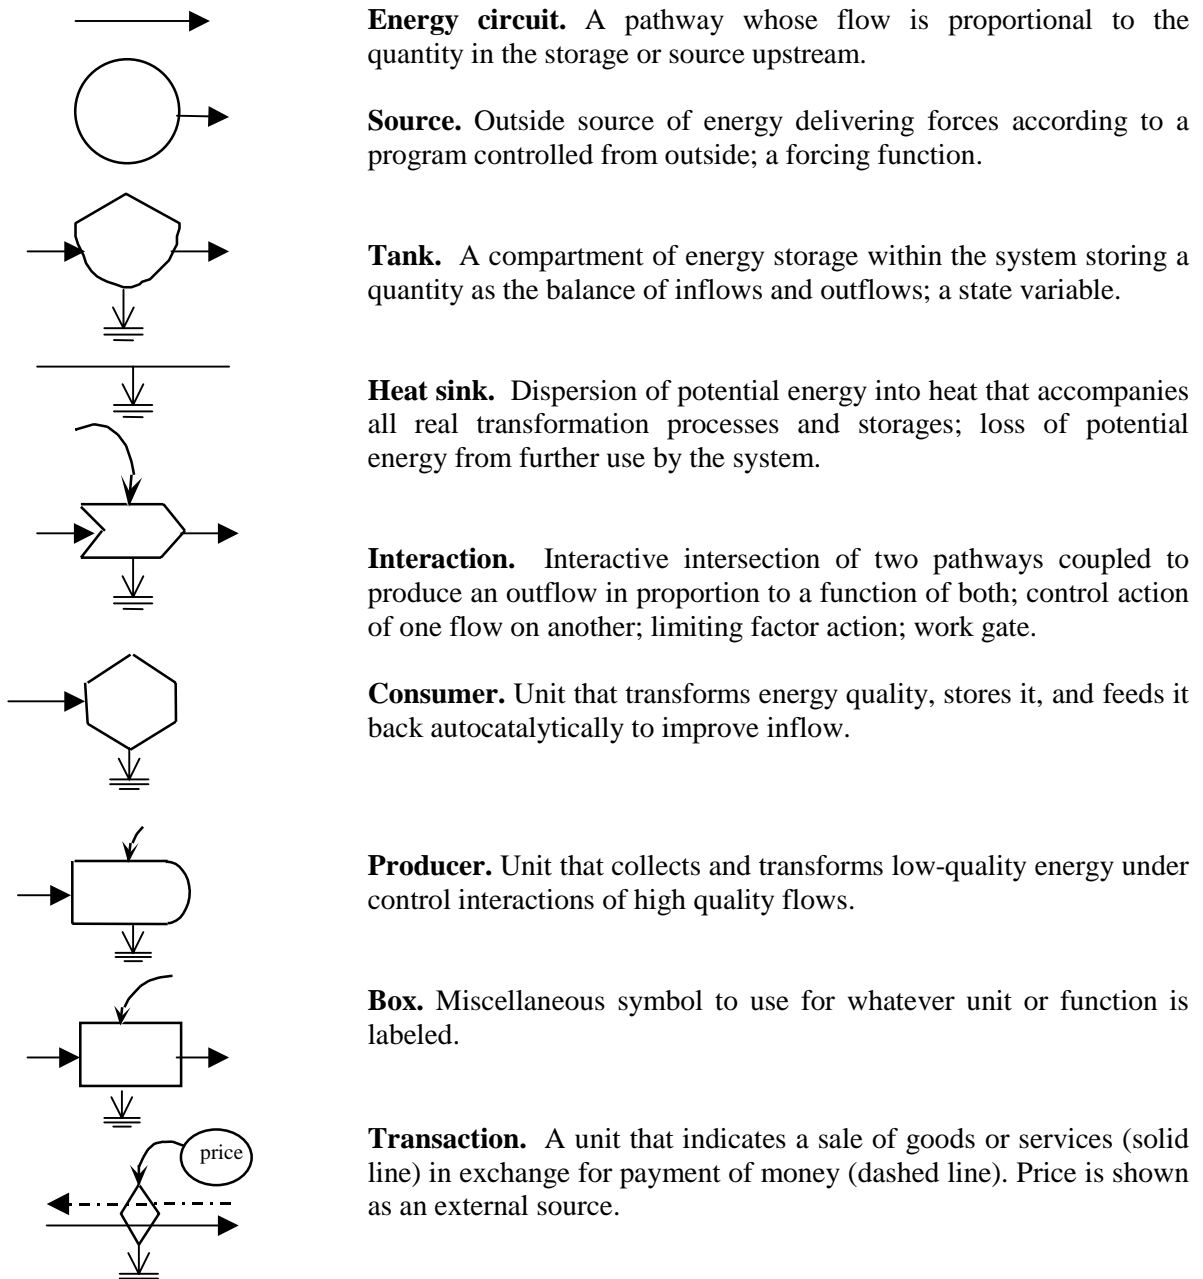 Energy circuit. A pathway whose flow is proportional to the
quantity in the storage or source upstream.
Source. Outside source of energy delivering forces according to a
program controlled from outside; a forcing function.
Tank. A compartment of energy storage within the system storing a
quantity as the balance of inflows and outflows; a state variable.
Heat sink. Dispersion of potential energy into heat that accompanies
all real transformation processes and storages; loss of potential
energy from further use by the system.
Interaction. Interactive intersection of two pathways coupled to
produce an outflow in proportion to a function of both; control action
of one flow on another; limiting factor action; work gate.
Consumer. Unit that transforms energy quality, stores it, and feeds it
back autocatalytically to improve inflow.
Producer. Unit that collects and transforms low-quality energy under
control interactions of high quality flows.
Box. Miscellaneous symbol to use for whatever unit or function is
labeled.
price
Transaction. A unit that indicates a sale of goods or services (solid
line) in exchange for payment of money (dashed line). Price is shown
as an external source.